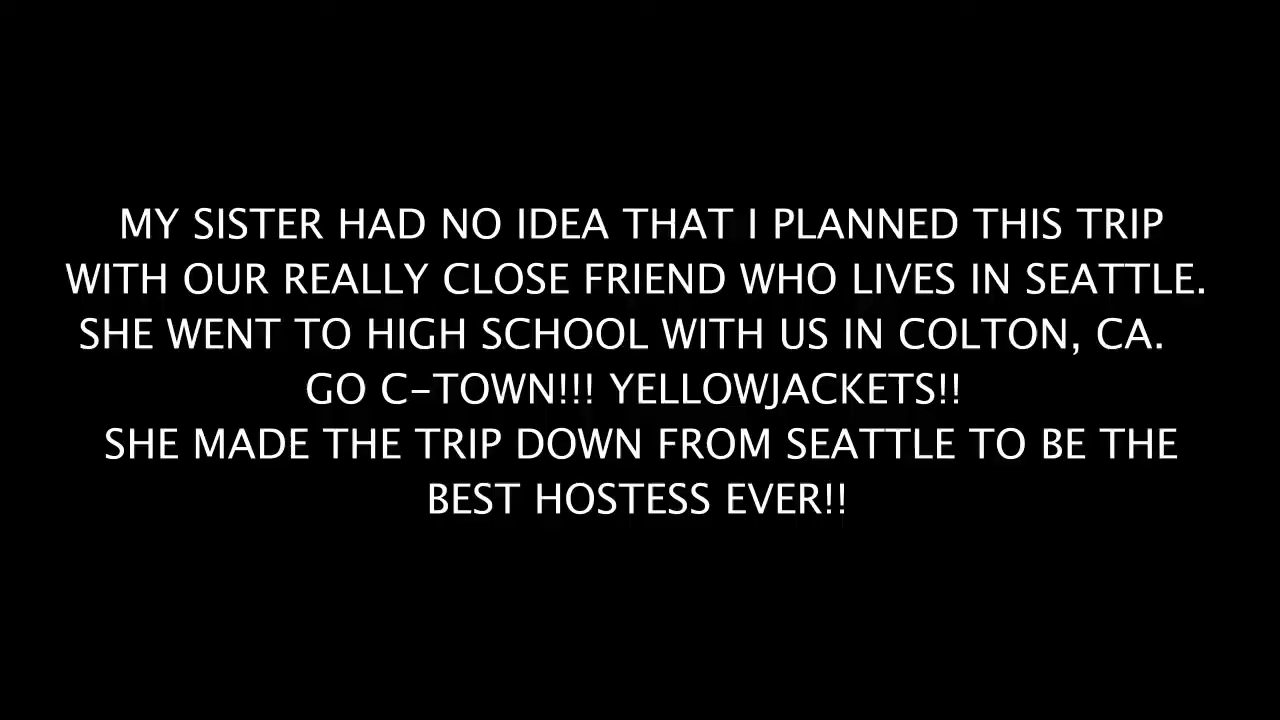 MY SISTER HAD NO IDEA THAT I PLANNED THIS TRIP
WITH OUR REALLY CLOSE FRIEND WHO LIVES IN SEATTLE.
SHE WENT TO HIGH SCHOOL WITH US IN COLTON, CA.
GO C-TOWN!!! YELLOWJACKETS!!
SHE MADE THE TRIP DOWN FROM SEATTLE TO BE THE
BEST HOSTESS EVER!!